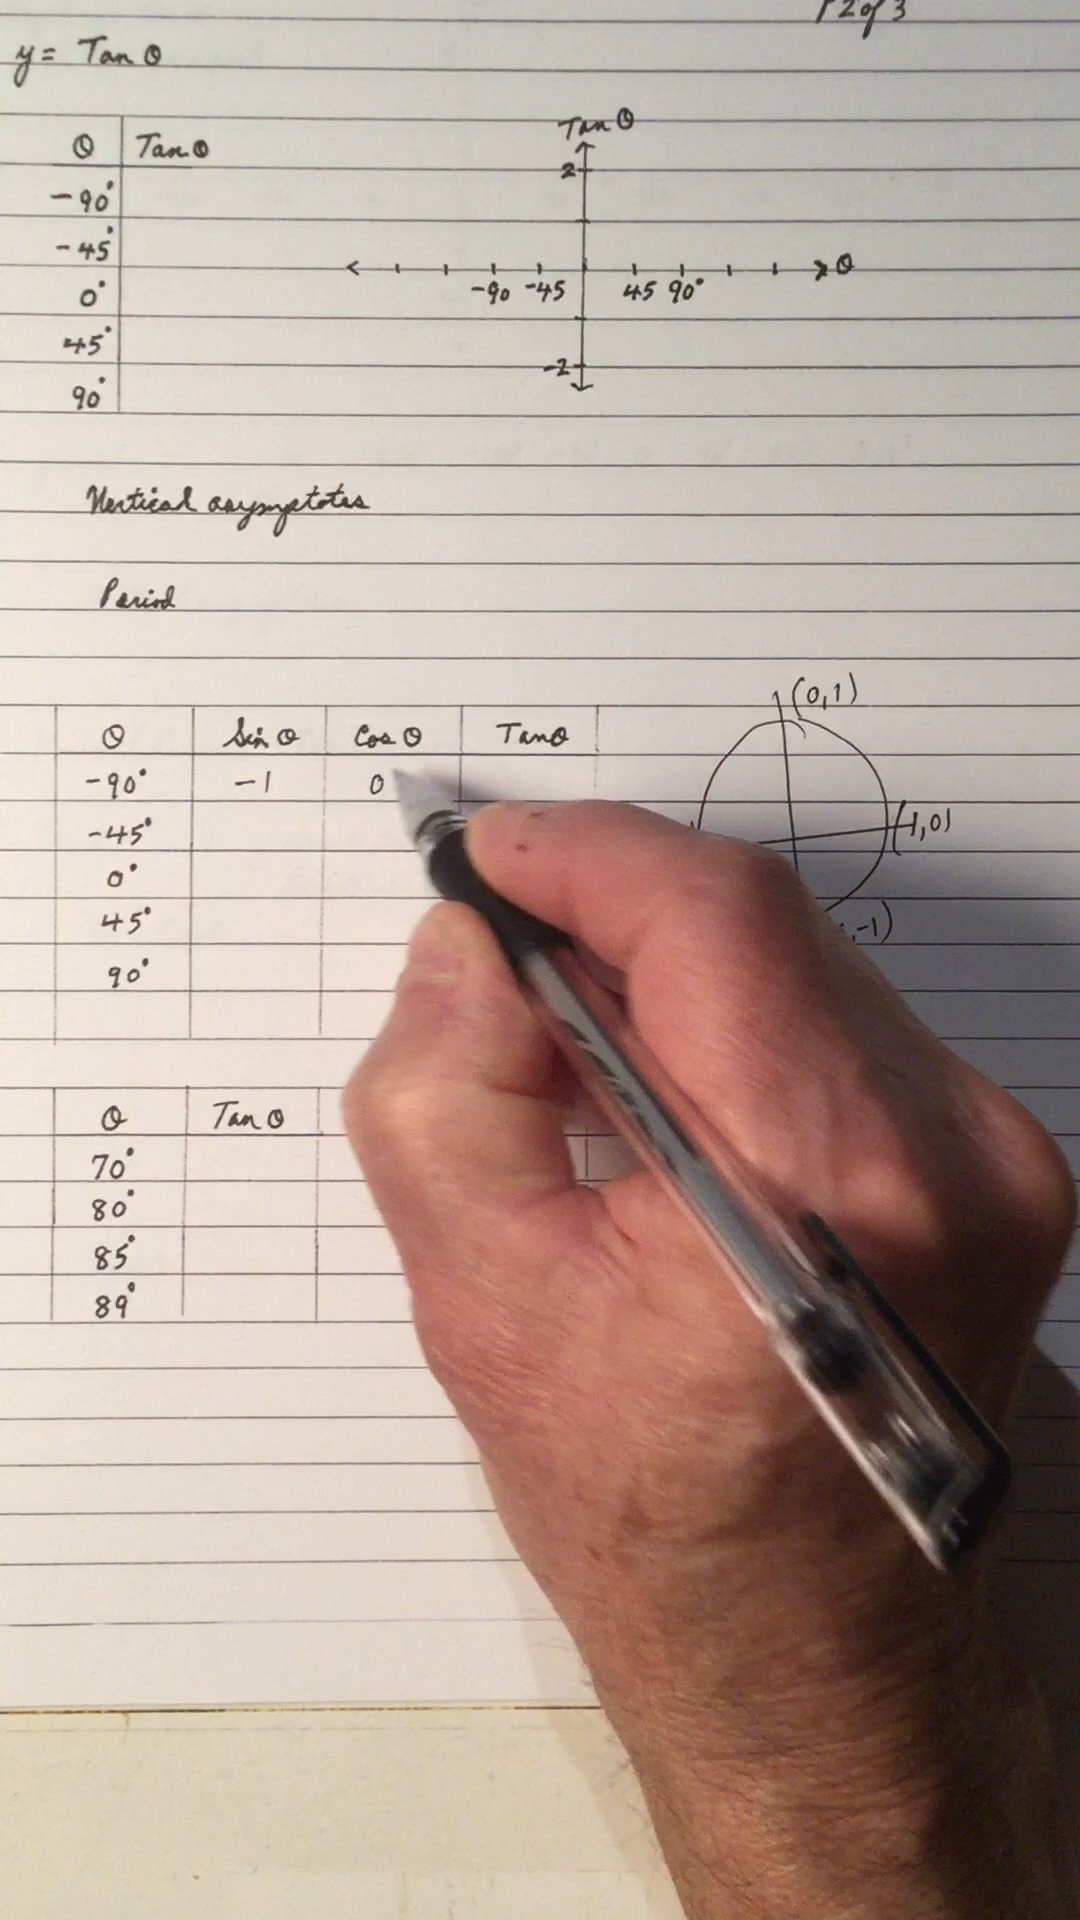 P 2 of 3
y = Tan θ
θ Tan θ
-90°
-45°
0°
45°
90°
Tan θ
2
-90 -45 45 90° θ
-2
Vertical asymptotes
Period
θ Sin θ Cos θ Tan θ
-90° -1 0
-45°
0°
45°
90°
(0,1)
(1,0)
,-1)
θ Tan θ
70°
80°
85°
89°